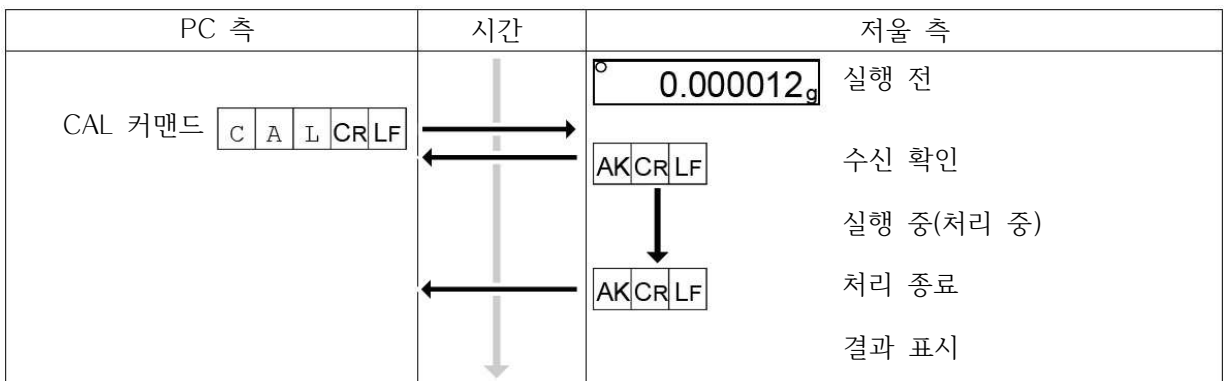 PC 측 시간 저울 측
0.000012g 실행 전
CAL 커맨드 C A L CR LF
AK CR LF 수신 확인
실행 중(처리 중)
AK CR LF 처리 종료
결과 표시